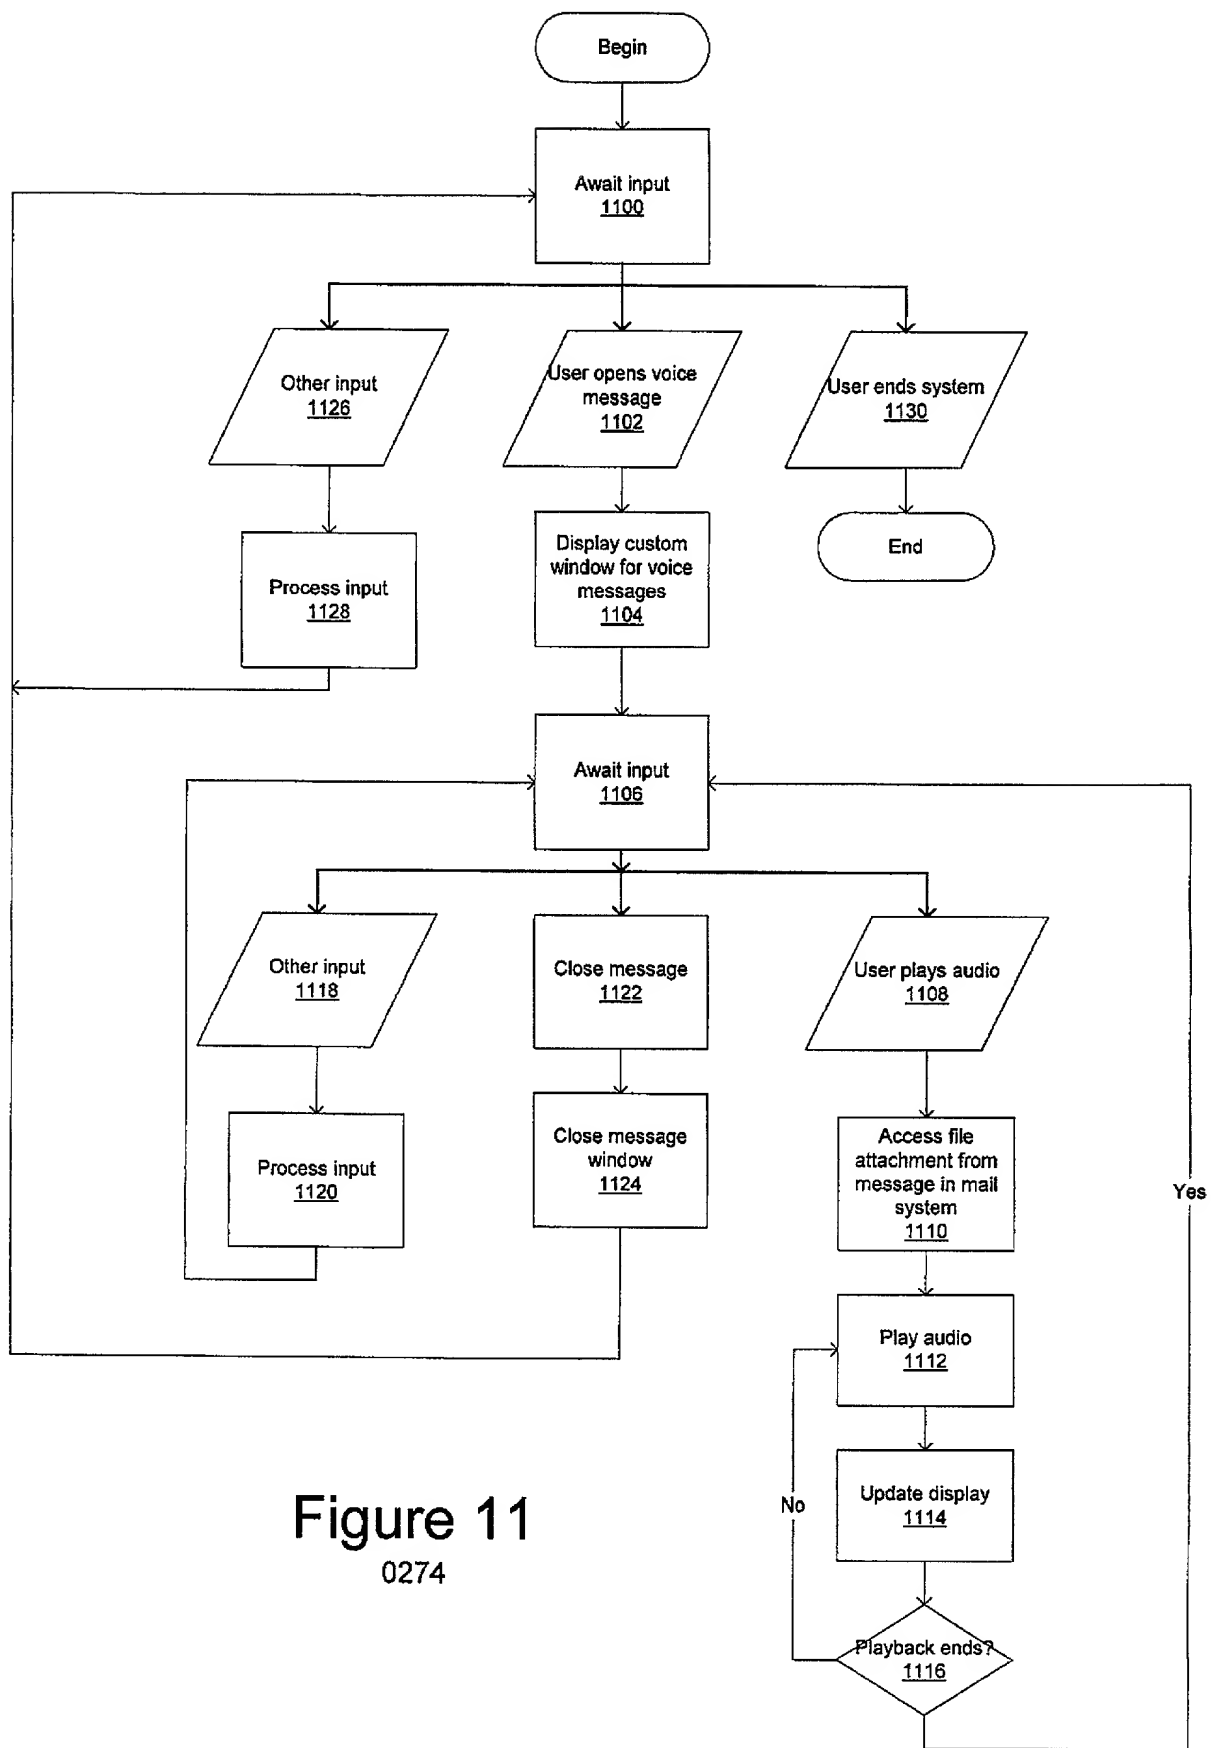 Begin
Await input
1100
Other input
1126
User opens voice
message
1102
User ends system
1130
Process input
1128
Display custom
window for voice
messages
1104
End
Await input
1106
Other input
1118
Close message
1122
User plays audio
1108
Process input
1120
Close message
window
1124
Access file
attachment from
message in mail
system
1110
Yes
Play audio
1112
No
Update display
1114
Playback ends?
1116
Figure 11
0274